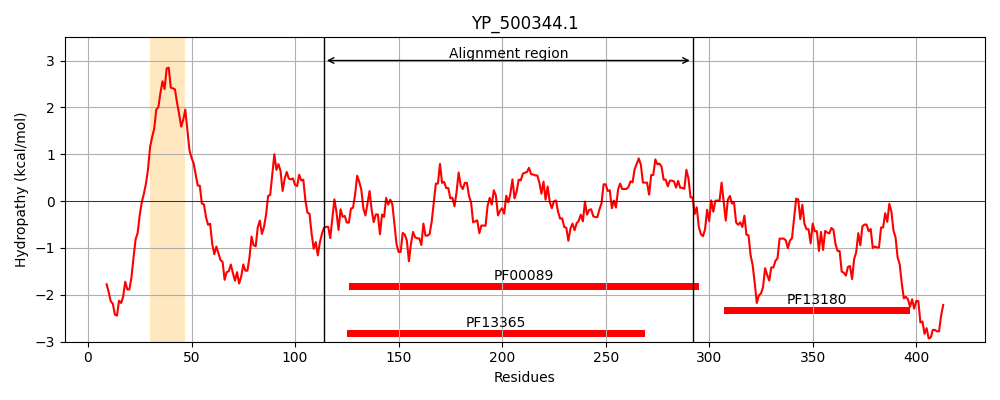 YP_500344.1
Alignment region
Hydropathy (kcal/mol)
3
2
1
0
−1
−2
−3
PF00089
PF13180
PF13365
0 50 100 150 200 250 300 350 400
Residues